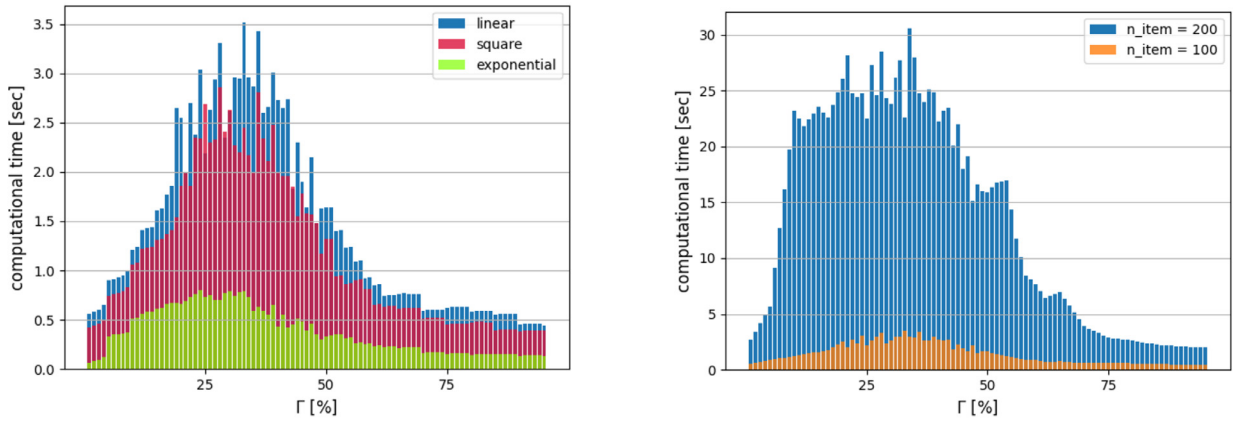 computational time [sec]
3.5
3.0
2.5
2.0
1.5
1.0
0.5
0.0
linear
square
exponential
25
50
75
Γ [%]
computational time [sec]
30
25
20
15
10
5
0
n_item = 200
n_item = 100
25
50
75
Γ [%]